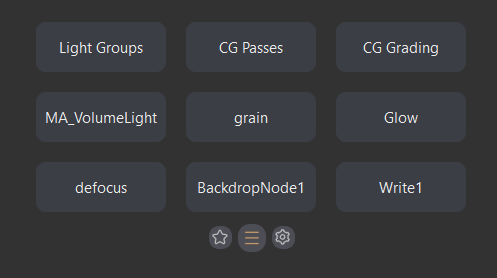 Light Groups
CG Passes
CG Grading
MA_VolumeLight
grain
Glow
defocus
BackdropNode1
Write1